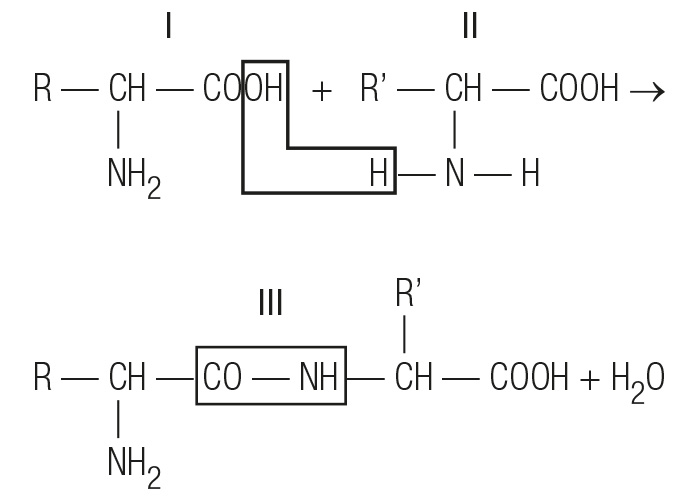 I II
R — CH — COOH + R’ — CH — COOH →
NH₂ H — N — H
III R’
R — CH — CO — NH — CH — COOH + H₂O
NH₂